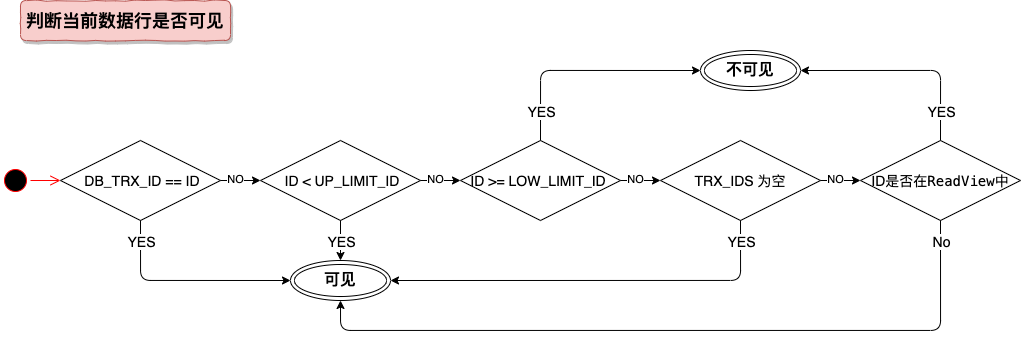 判断当前数据行是否可见
不可见
YES
YES
DB_TRX_ID == ID
NO
ID < UP_LIMIT_ID
NO
ID >= LOW_LIMIT_ID
NO
TRX_IDS 为空
NO
ID是否在ReadView中
YES
YES
YES
No
可见